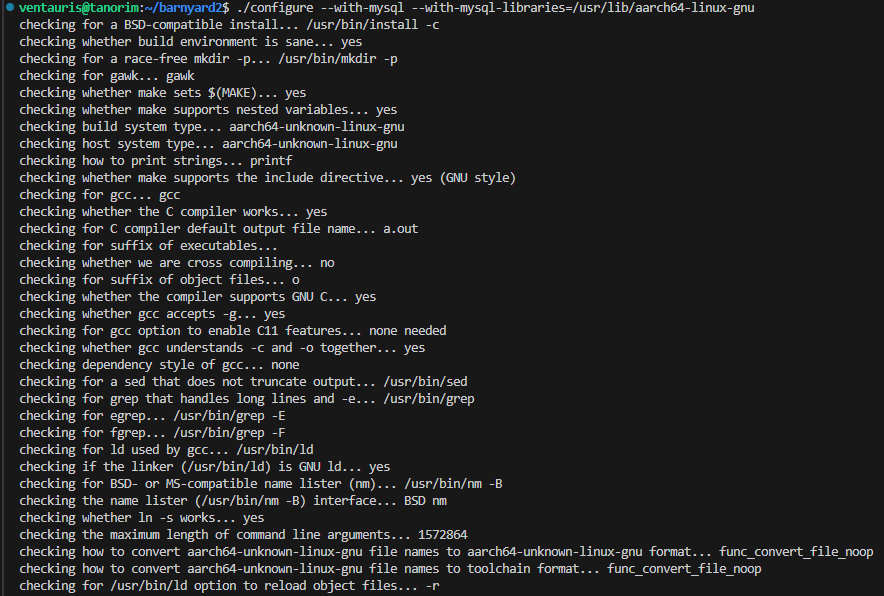 ventauris@tanorim:~/barnyard2$ ./configure --with-mysql --with-mysql-libraries=/usr/lib/aarch64-linux-gnu
checking for a BSD-compatible install... /usr/bin/install -c
checking whether build environment is sane... yes
checking for a race-free mkdir -p... /usr/bin/mkdir -p
checking for gawk... gawk
checking whether make sets $(MAKE)... yes
checking whether make supports nested variables... yes
checking build system type... aarch64-unknown-linux-gnu
checking host system type... aarch64-unknown-linux-gnu
checking how to print strings... printf
checking whether make supports the include directive... yes (GNU style)
checking for gcc... gcc
checking whether the C compiler works... yes
checking for C compiler default output file name... a.out
checking for suffix of executables...
checking whether we are cross compiling... no
checking for suffix of object files... o
checking whether the compiler supports GNU C... yes
checking whether gcc accepts -g... yes
checking for gcc option to enable C11 features... none needed
checking whether gcc understands -c and -o together... yes
checking dependency style of gcc... none
checking for a sed that does not truncate output... /usr/bin/sed
checking for grep that handles long lines and -e... /usr/bin/grep
checking for egrep... /usr/bin/grep -E
checking for fgrep... /usr/bin/grep -F
checking for ld used by gcc... /usr/bin/ld
checking if the linker (/usr/bin/ld) is GNU ld... yes
checking for BSD- or MS-compatible name lister (nm)... /usr/bin/nm -B
checking the name lister (/usr/bin/nm -B) interface... BSD nm
checking whether ln -s works... yes
checking the maximum length of command line arguments... 1572864
checking how to convert aarch64-unknown-linux-gnu file names to aarch64-unknown-linux-gnu format... func_convert_file_noop
checking how to convert aarch64-unknown-linux-gnu file names to toolchain format... func_convert_file_noop
checking for /usr/bin/ld option to reload object files... -r